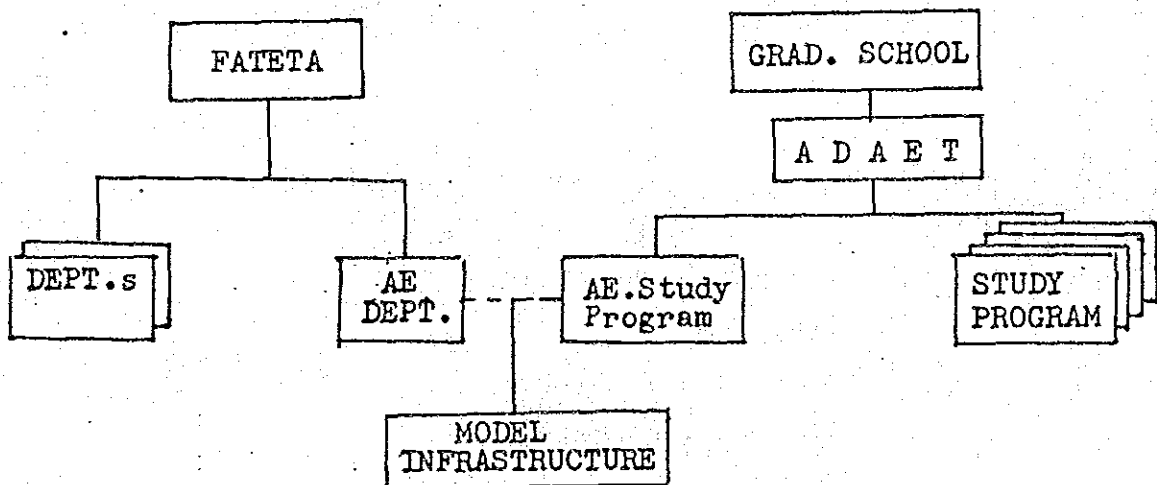 FATETA
GRAD. SCHOOL
A D A E T
DEPT.s
AE
DEPT.
AE.Study
Program
STUDY
PROGRAM
MODEL
INFRASTRUCTURE